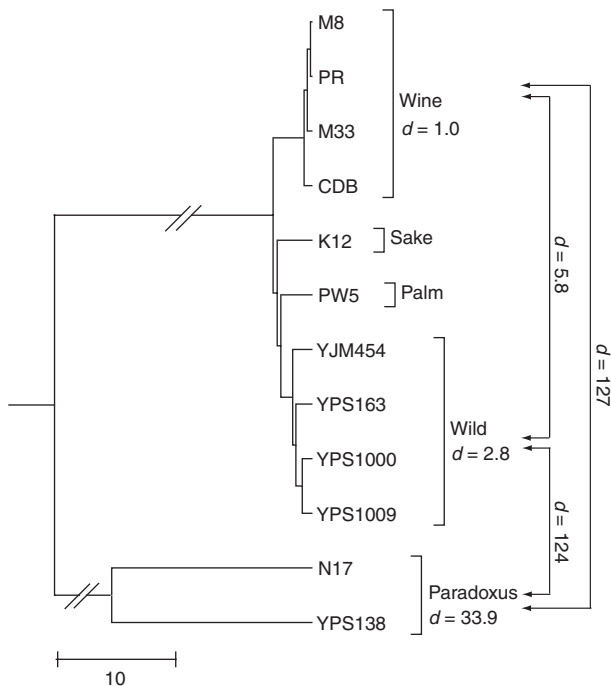 M8
PR
Wine
d = 1.0
M33
CDB
K12
Sake
PW5
Palm
d = 5.8
YJM454
d = 127
YPS163
Wild
d = 2.8
YPS1000
YPS1009
d = 124
N17
Paradoxus
d = 33.9
YPS138
10